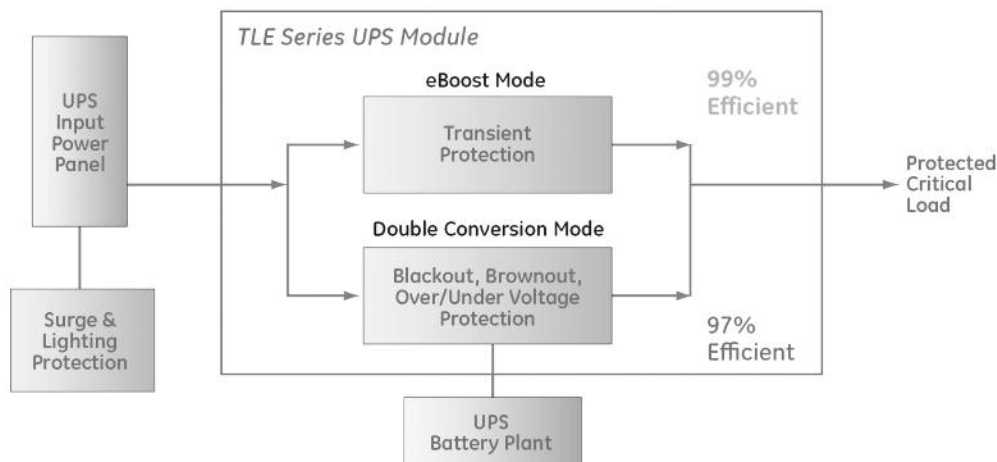 TLE Series UPS Module
eBoost Mode
99%
Efficient
UPS
Input
Power
Panel
Transient
Protection
Protected
Critical
Load
Double Conversion Mode
Blackout, Brownout,
Over/Under Voltage
Protection
Surge &
Lighting
Protection
97%
Efficient
UPS
Battery Plant